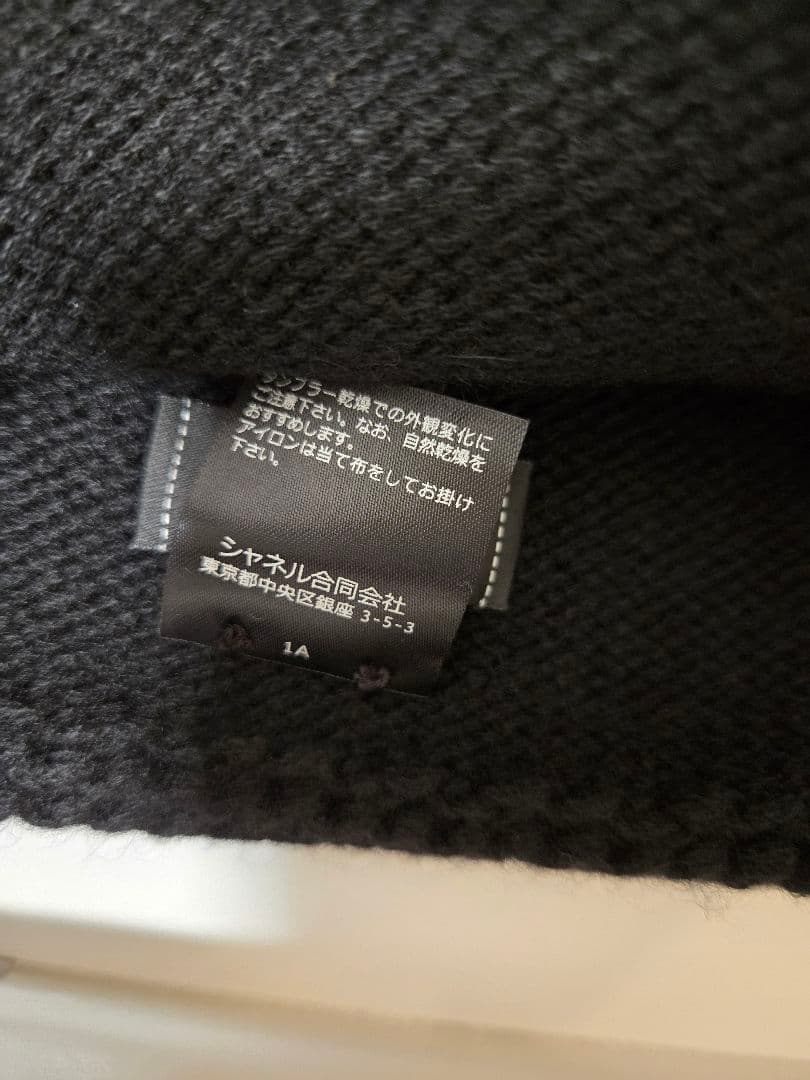 タンブラー乾燥での外観変化に
ご注意下さい。なお、自然乾燥を
おすすめします。
アイロンは当て布をしてお掛け
下さい。
シャネル合同会社
東京都中央区銀座 3-5-3
1A